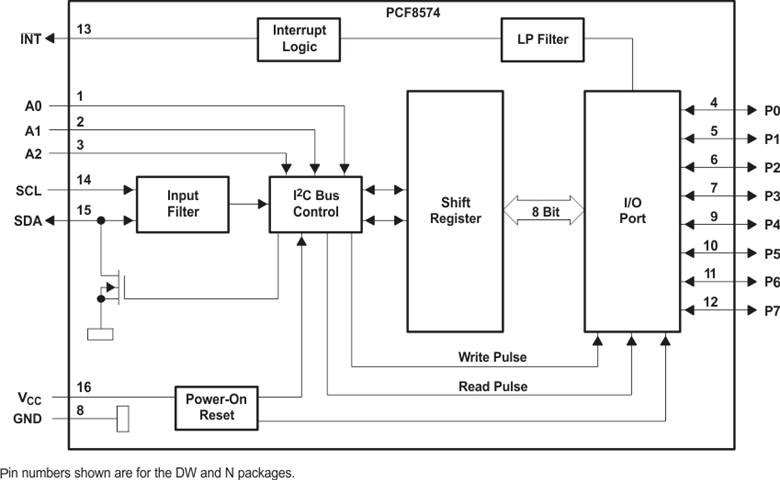 PCF8574
INT 13
Interrupt
Logic
LP Filter
A0 1
A1 2
A2 3
SCL 14
SDA 15
Input
Filter
I²C Bus
Control
Shift
Register
8 Bit
I/O
Port
4 P0
5 P1
6 P2
7 P3
9 P4
10 P5
11 P6
12 P7
Write Pulse
Read Pulse
VCC 16
GND 8
Power-On
Reset
Pin numbers shown are for the DW and N packages.